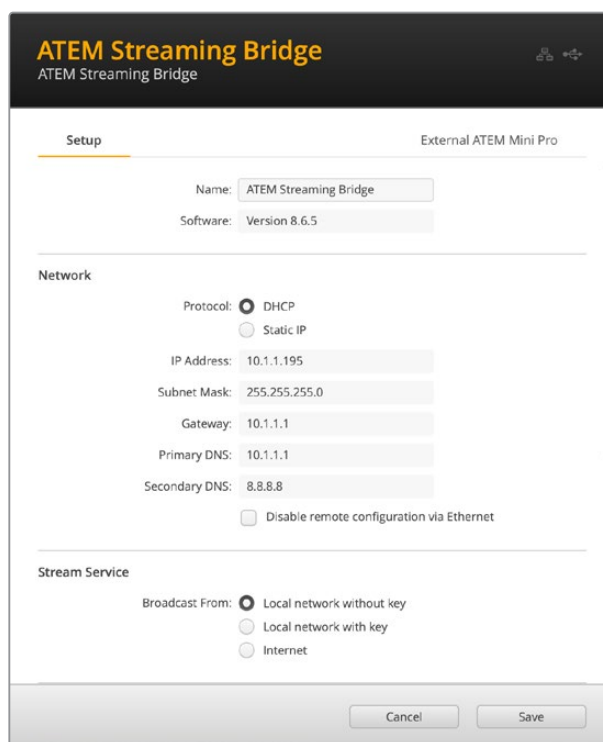 ATEM Streaming Bridge
ATEM Streaming Bridge
Setup External ATEM Mini Pro
Name: ATEM Streaming Bridge
Software: Version 8.6.5
Network
Protocol: DHCP
Static IP
IP Address: 10.1.1.195
Subnet Mask: 255.255.255.0
Gateway: 10.1.1.1
Primary DNS: 10.1.1.1
Secondary DNS: 8.8.8.8
Disable remote configuration via Ethernet
Stream Service
Broadcast From: Local network without key
Local network with key
Internet
Cancel Save